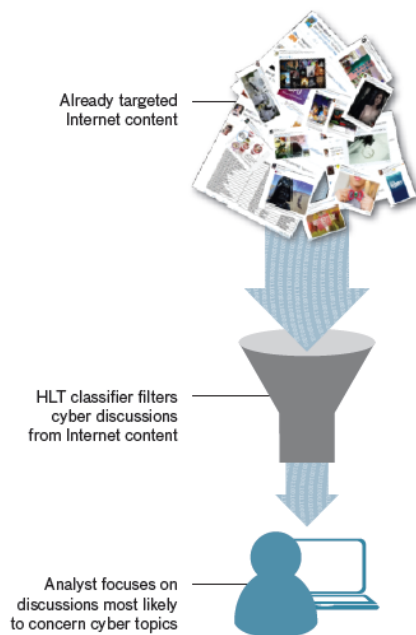 Already targeted
Internet content
HLT classifier filters
cyber discussions
from Internet content
Analyst focuses on
discussions most likely
to concern cyber topics